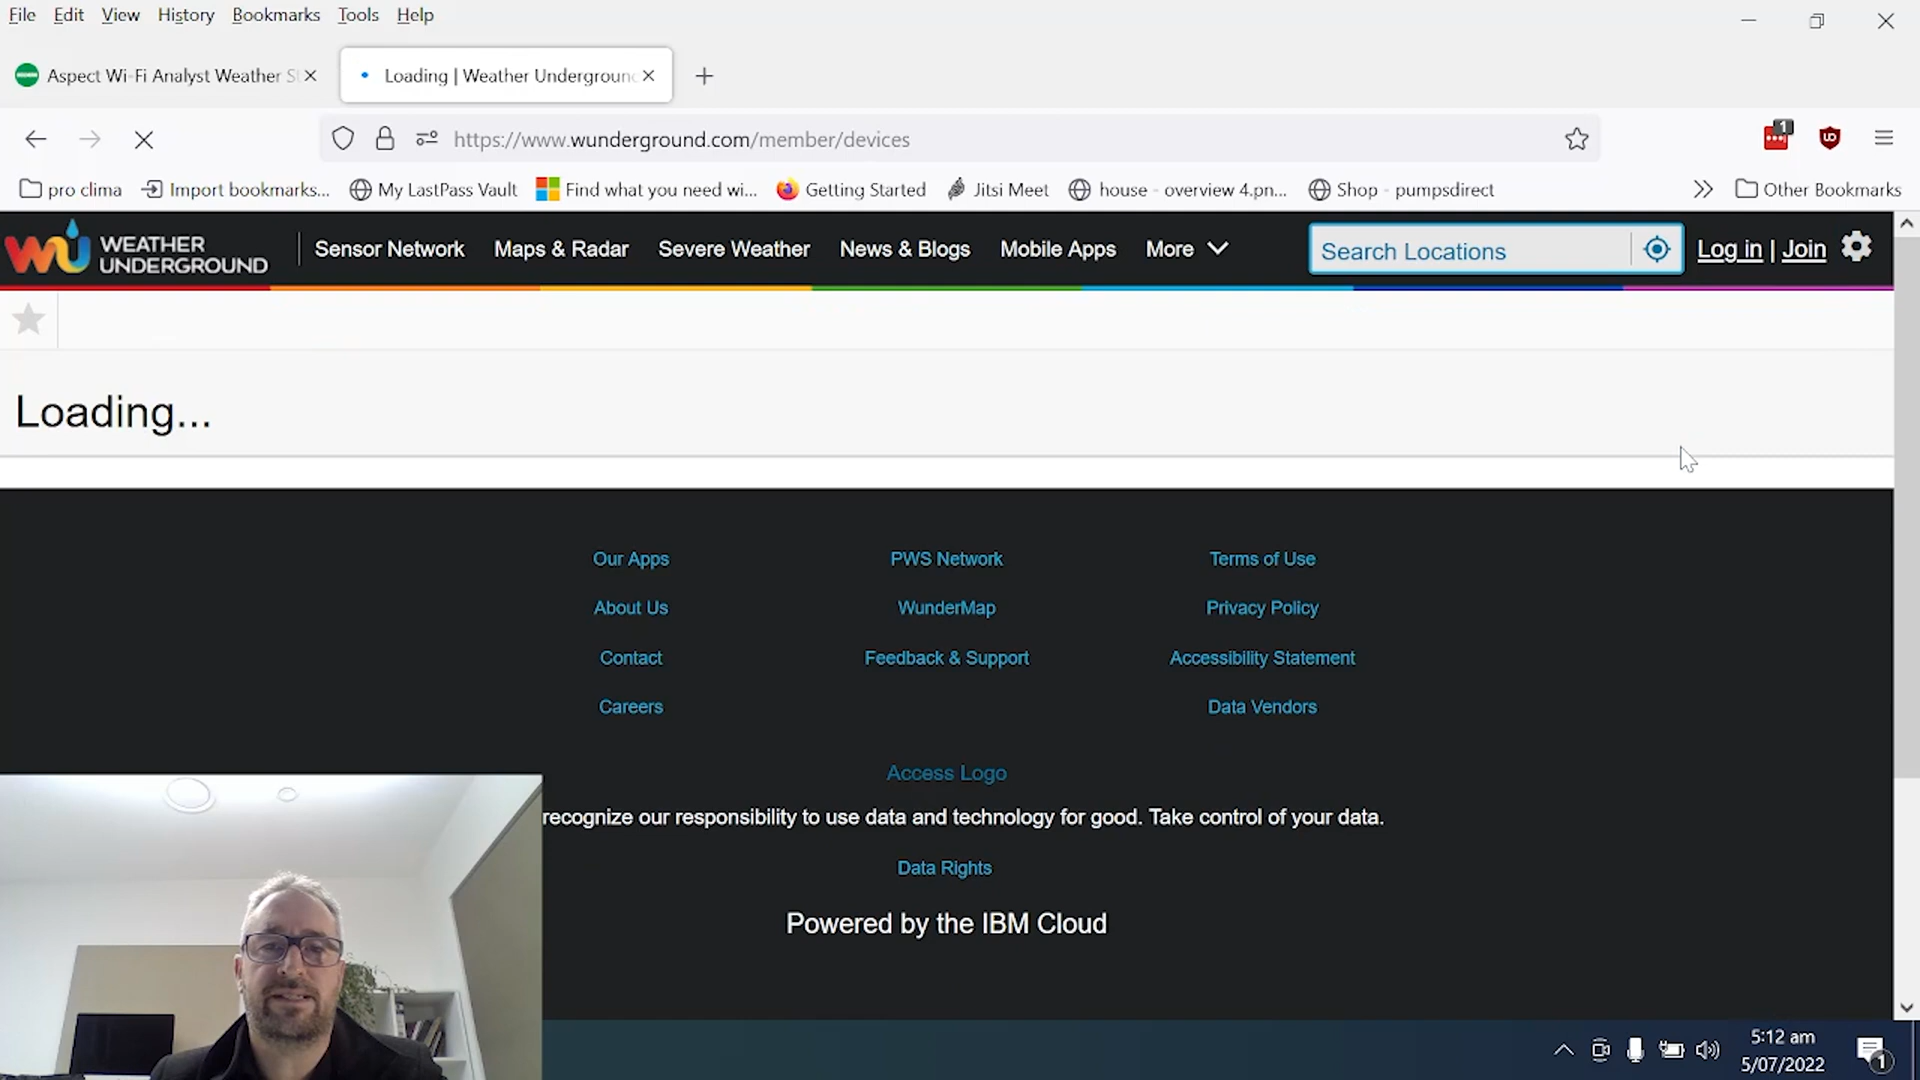 File Edit View History Bookmarks Tools Help
Aspect Wi-Fi Analyst Weather S
Loading | Weather Underground
https://www.wunderground.com/member/devices
1
pro clima Import bookmarks... My LastPass Vault Find what you need wi... Getting Started Jitsi Meet house - overview 4.pn... Shop - pumpsdirect Other Bookmarks
WEATHER UNDERGROUND
Sensor Network Maps & Radar Severe Weather News & Blogs Mobile Apps More Search Locations Log in | Join
Loading...
Our Apps PWS Network Terms of Use
About Us WunderMap Privacy Policy
Contact Feedback & Support Accessibility Statement
Careers Data Vendors
Access Logo
recognize our responsibility to use data and technology for good. Take control of your data.
Data Rights
Powered by the IBM Cloud
5:12 am
5/07/2022
1